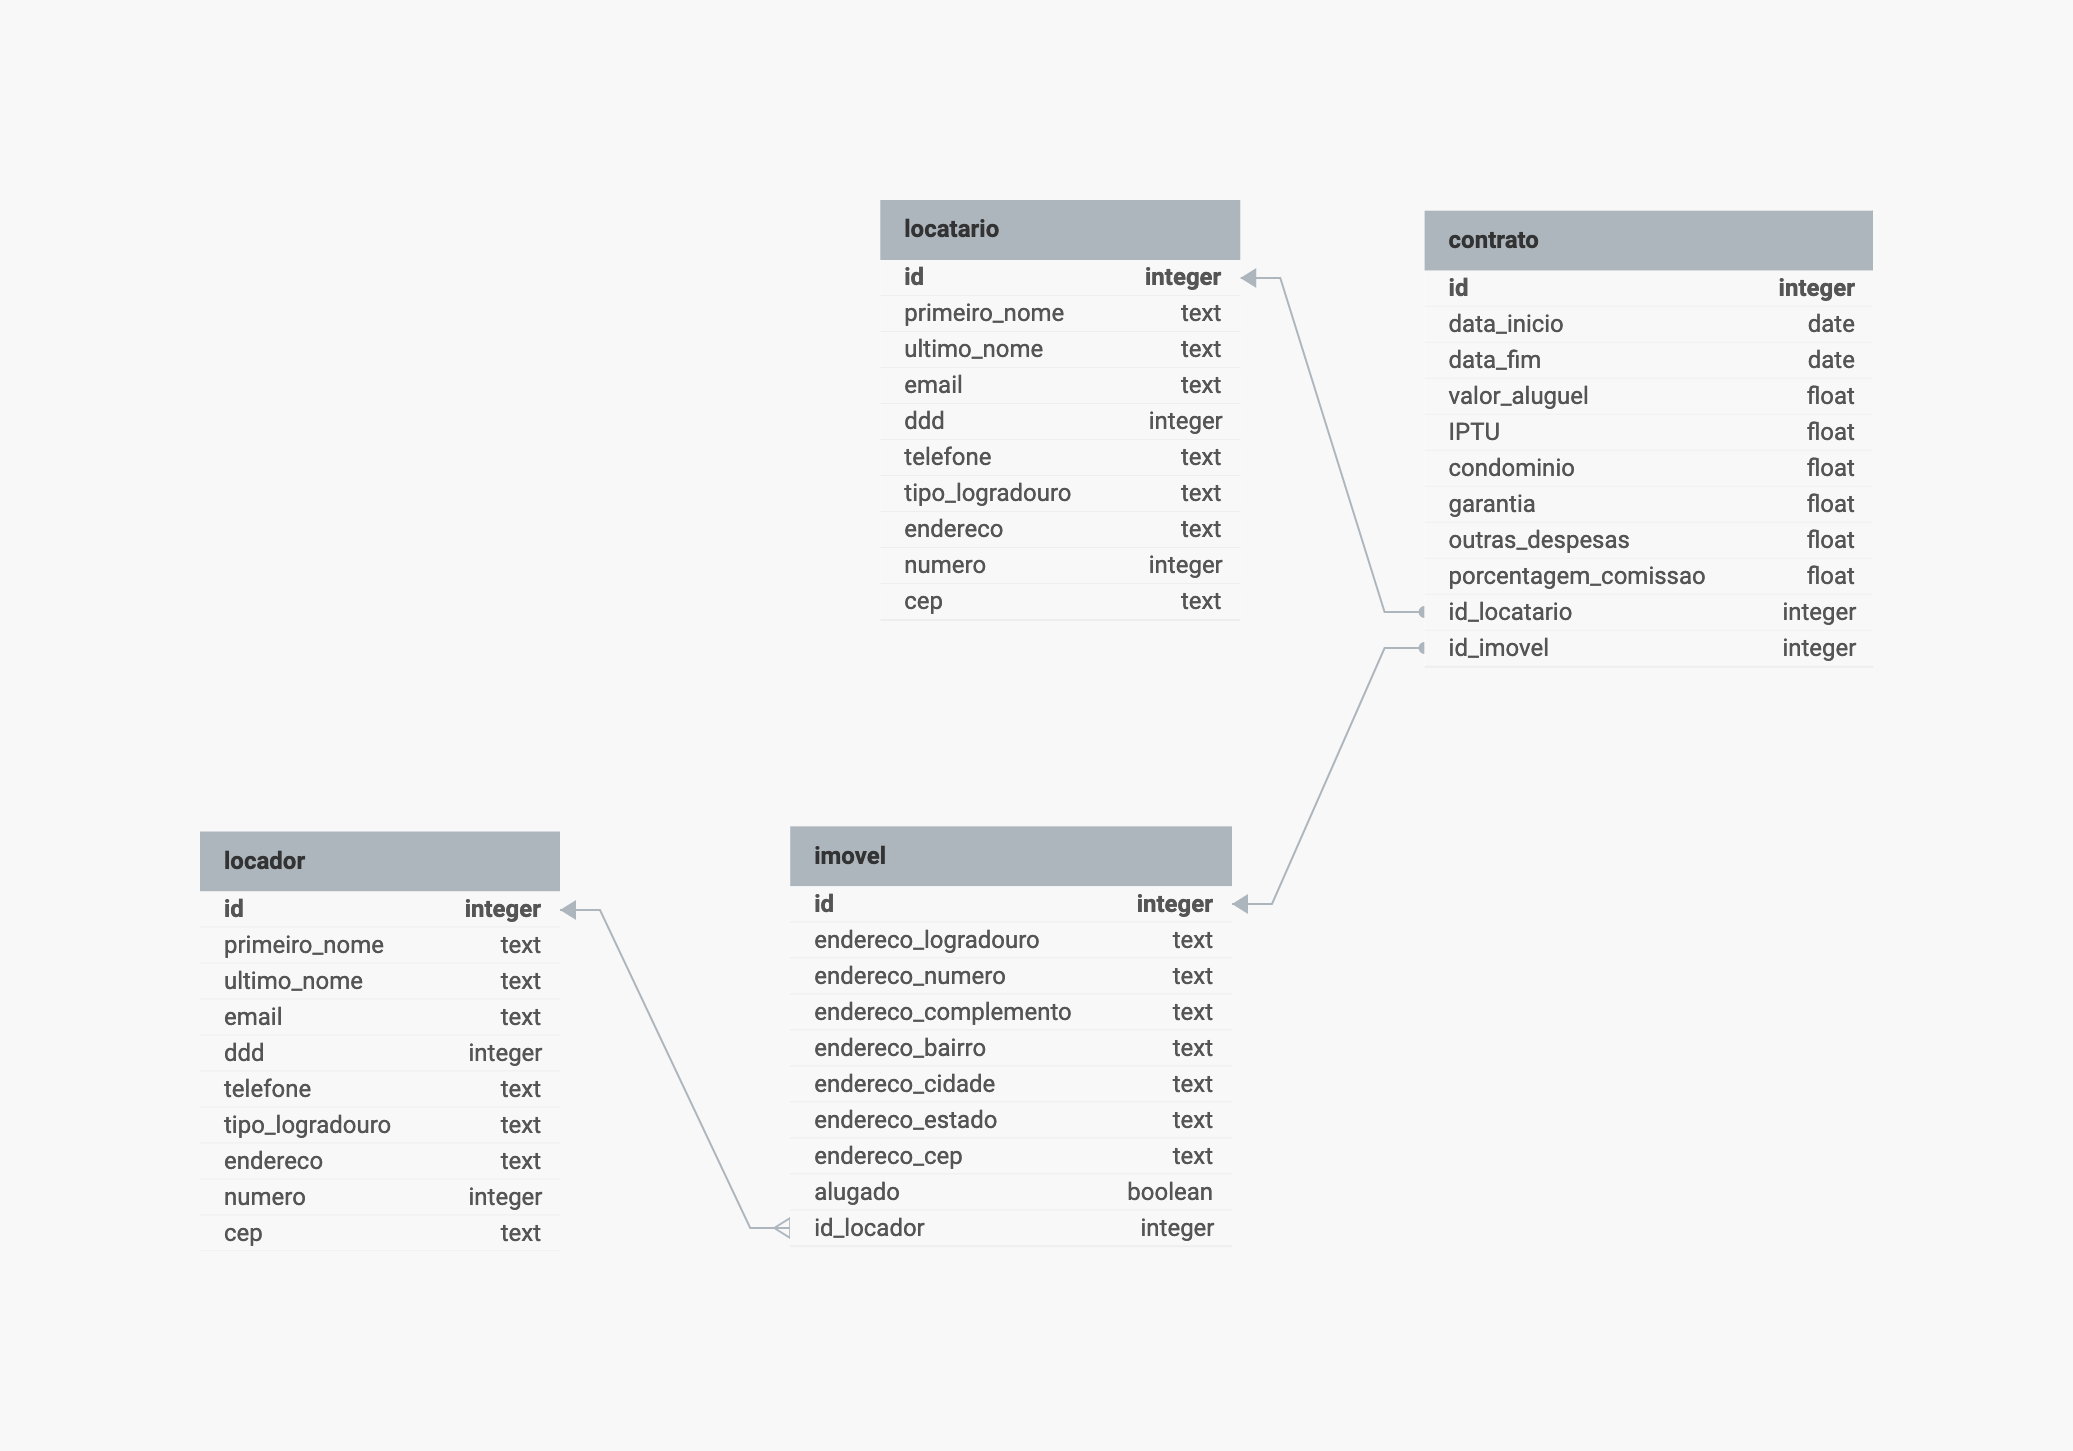 locatario
id integer
primeiro_nome text
ultimo_nome text
email text
ddd integer
telefone text
tipo_logradouro text
endereco text
numero integer
cep text
contrato
id integer
data_inicio date
data_fim date
valor_aluguel float
IPTU float
condominio float
garantia float
outras_despesas float
porcentagem_comissao float
id_locatario integer
id_imovel integer
locador
id integer
primeiro_nome text
ultimo_nome text
email text
ddd integer
telefone text
tipo_logradouro text
endereco text
numero integer
cep text
imovel
id integer
endereco_logradouro text
endereco_numero text
endereco_complemento text
endereco_bairro text
endereco_cidade text
endereco_estado text
endereco_cep text
alugado boolean
id_locador integer